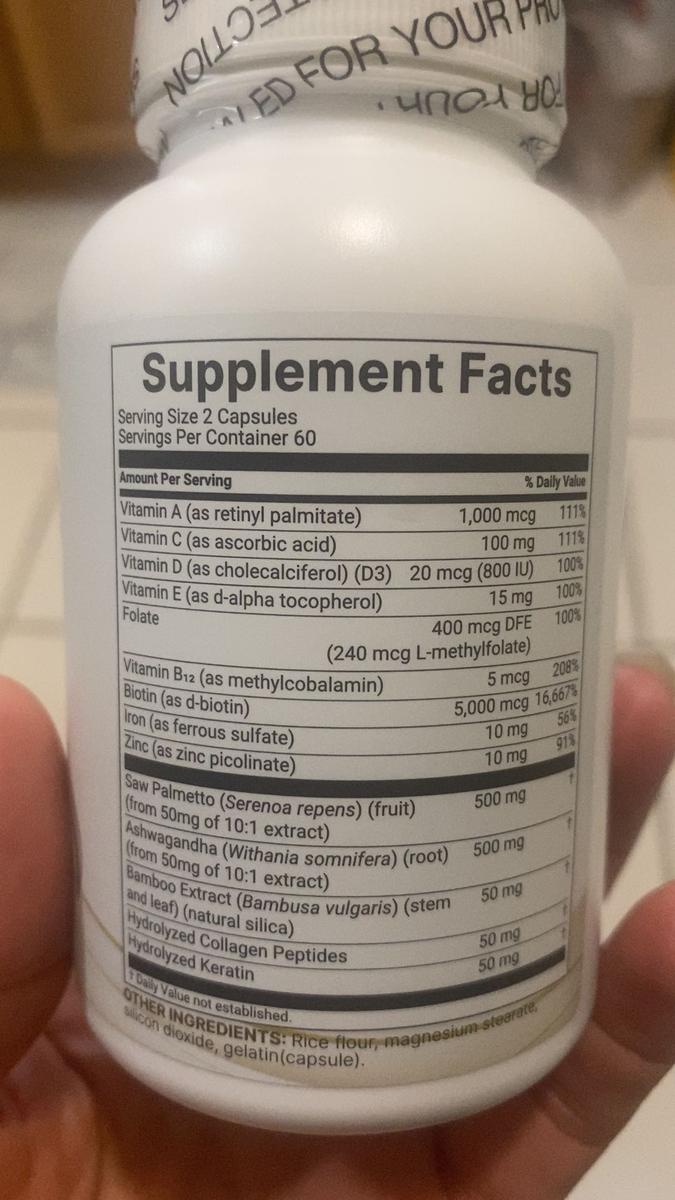 TECTION
LED FOR YOUR
FOR YOUR
Supplement Facts
Serving Size 2 Capsules
Servings Per Container 60
Amount Per Serving % Daily Value
Vitamin A (as retinyl palmitate) 1,000 mcg 111%
Vitamin C (as ascorbic acid) 100 mg 111%
Vitamin D (as cholecalciferol) (D3) 20 mcg (800 IU) 100%
Vitamin E (as d-alpha tocopherol) 15 mg 100%
Folate 400 mcg DFE 100%
(240 mcg L-methylfolate)
Vitamin B₁₂ (as methylcobalamin) 5 mcg 208%
Biotin (as d-biotin) 5,000 mcg 16,667%
Iron (as ferrous sulfate) 10 mg 56%
Zinc (as zinc picolinate) 10 mg 91%
Saw Palmetto (Serenoa repens) (fruit) 500 mg †
(from 50mg of 10:1 extract)
Ashwagandha (Withania somnifera) (root) 500 mg †
(from 50mg of 10:1 extract)
Bamboo Extract (Bambusa vulgaris) (stem 50 mg †
and leaf) (natural silica)
Hydrolyzed Collagen Peptides 50 mg †
Hydrolyzed Keratin 50 mg †
† Daily Value not established.
OTHER INGREDIENTS: Rice flour, magnesium stearate,
silicon dioxide, gelatin(capsule).